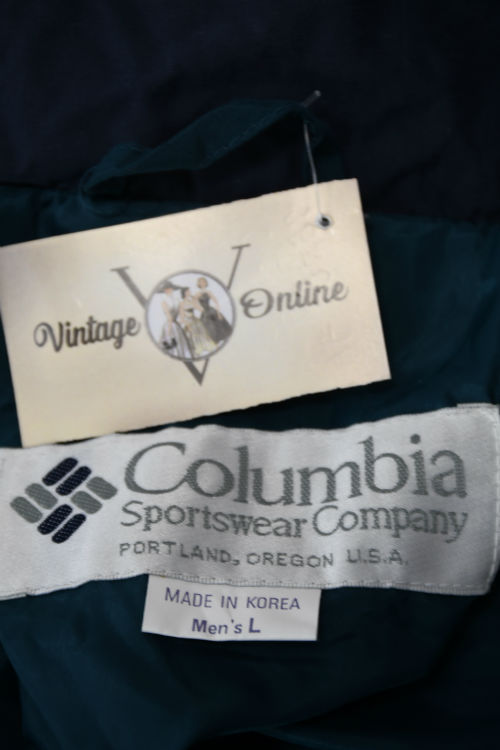 Vintage V Online
Columbia
Sportswear Company
PORTLAND, OREGON U.S.A.
MADE IN KOREA
Men's L